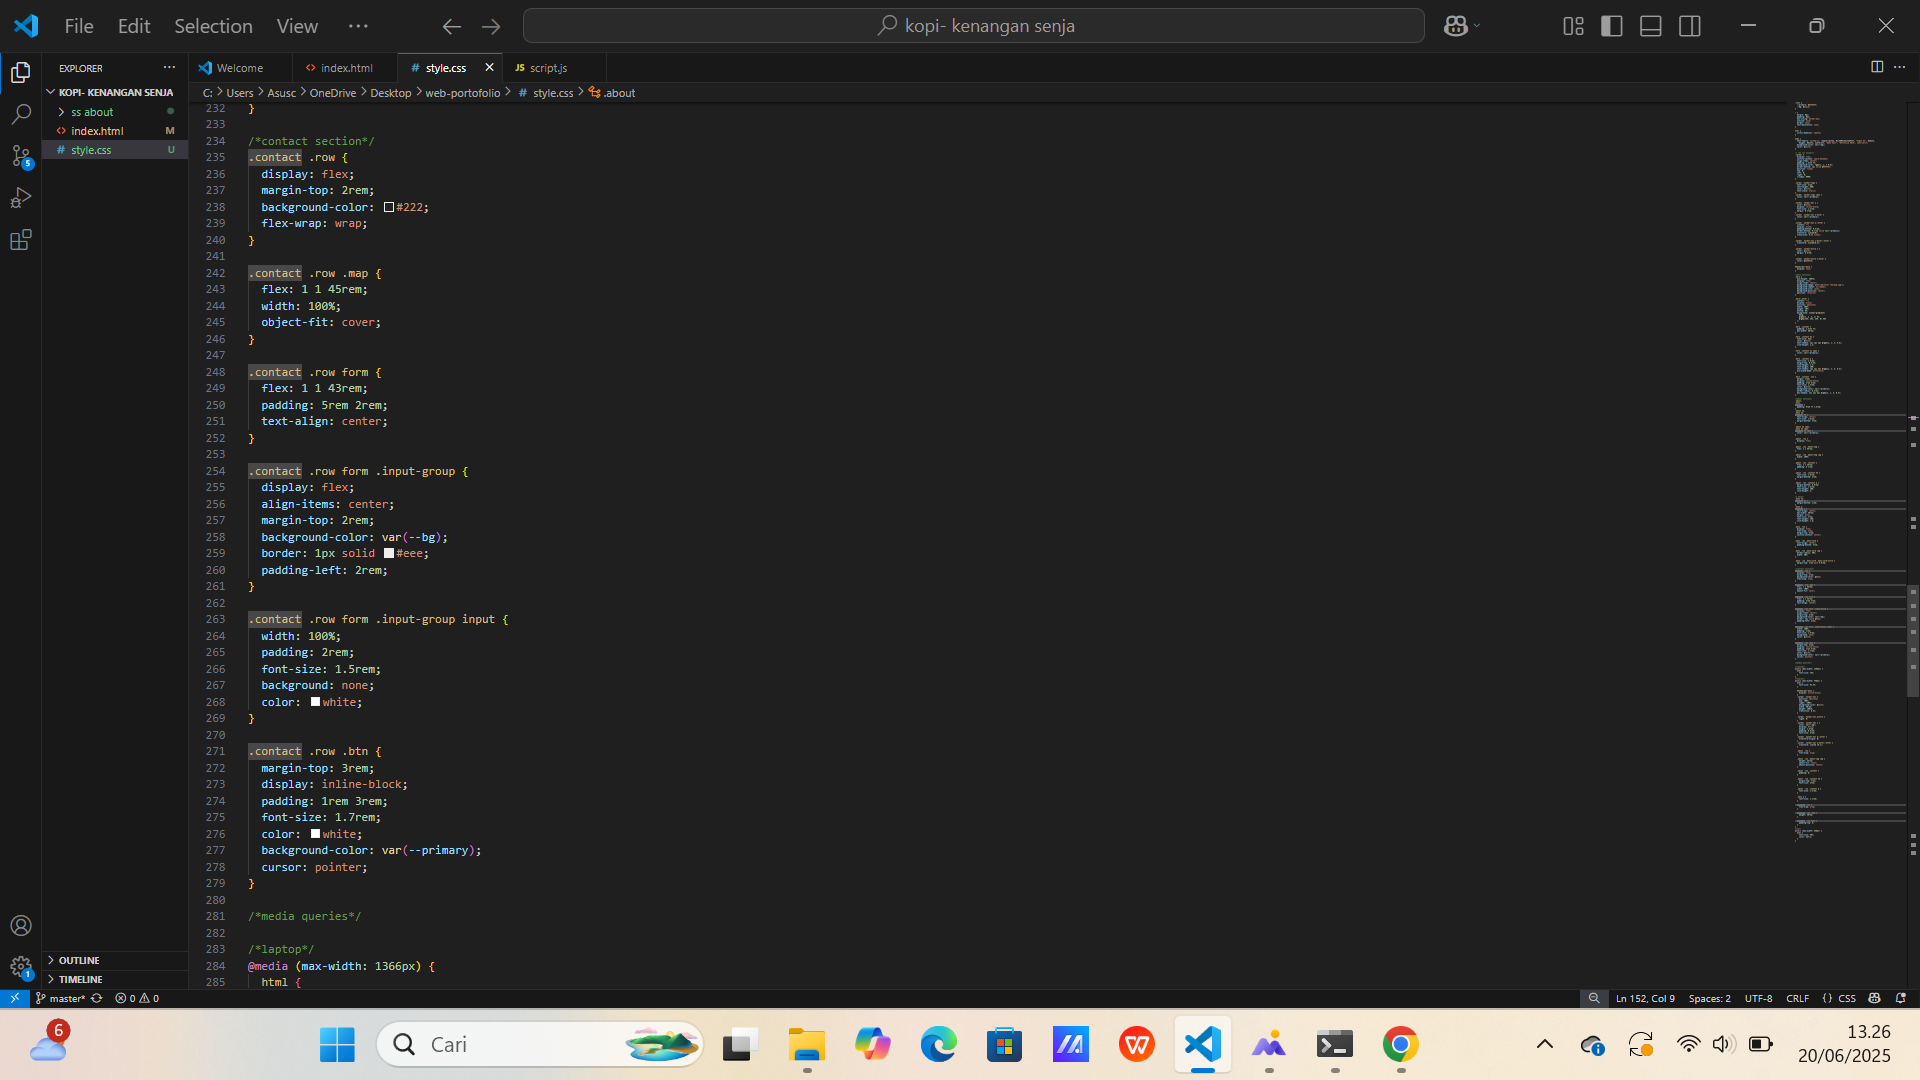 File Edit Selection View ···
kopi- kenangan senja
EXPLORER ···
Welcome
index.html
style.css
JS script.js
C: > Users > Asusc > OneDrive > Desktop > web-portofolio > # style.css > .about
KOPI- KENANGAN SENJA
ss about
index.html M
# style.css U
5
232 }
233
234 /*contact section*/
235 .contact .row {
236 display: flex;
237 margin-top: 2rem;
238 background-color: #222;
239 flex-wrap: wrap;
240 }
241
242 .contact .row .map {
243 flex: 1 1 45rem;
244 width: 100%;
245 object-fit: cover;
246 }
247
248 .contact .row form {
249 flex: 1 1 43rem;
250 padding: 5rem 2rem;
251 text-align: center;
252 }
253
254 .contact .row form .input-group {
255 display: flex;
256 align-items: center;
257 margin-top: 2rem;
258 background-color: var(--bg);
259 border: 1px solid #eee;
260 padding-left: 2rem;
261 }
262
263 .contact .row form .input-group input {
264 width: 100%;
265 padding: 2rem;
266 font-size: 1.5rem;
267 background: none;
268 color: white;
269 }
270
271 .contact .row .btn {
272 margin-top: 3rem;
273 display: inline-block;
274 padding: 1rem 3rem;
275 font-size: 1.7rem;
276 color: white;
277 background-color: var(--primary);
278 cursor: pointer;
279 }
280
281 /*media queries*/
282
283 /*laptop*/
284 @media (max-width: 1366px) {
285 html {
OUTLINE
TIMELINE
1
master* 0 0
Ln 152, Col 9 Spaces: 2 UTF-8 CRLF {} CSS
6
Cari
13.26
20/06/2025